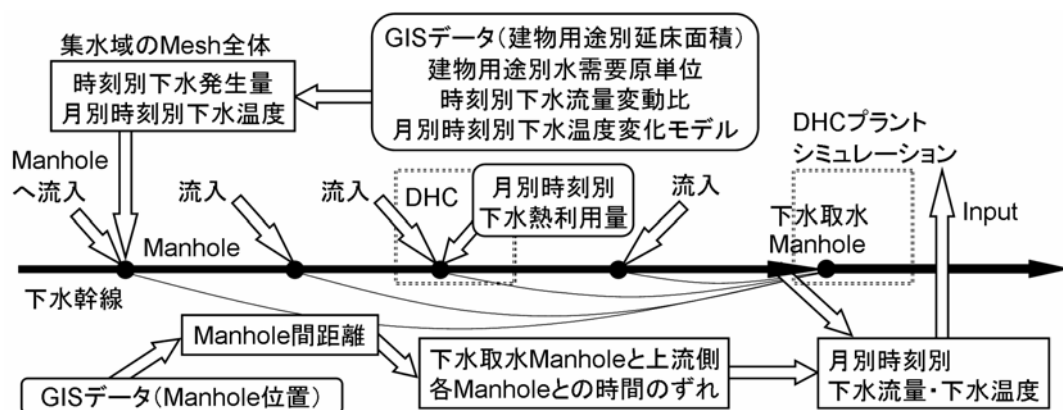 集水域のMesh全体
時刻別下水発生量
月別時刻別下水温度
GISデータ(建物用途別延床面積)
建物用途別水需要原単位
時刻別下水流量変動比
月別時刻別下水温度変化モデル
DHCプラント
シミュレーション
Manhole
へ流入
流入
流入
DHC
月別時刻別
下水熱利用量
流入
下水取水
Manhole
Input
Manhole
下水幹線
Manhole間距離
GISデータ(Manhole位置)
下水取水Manholeと上流側
各Manholeとの時間のずれ
月別時刻別
下水流量・下水温度